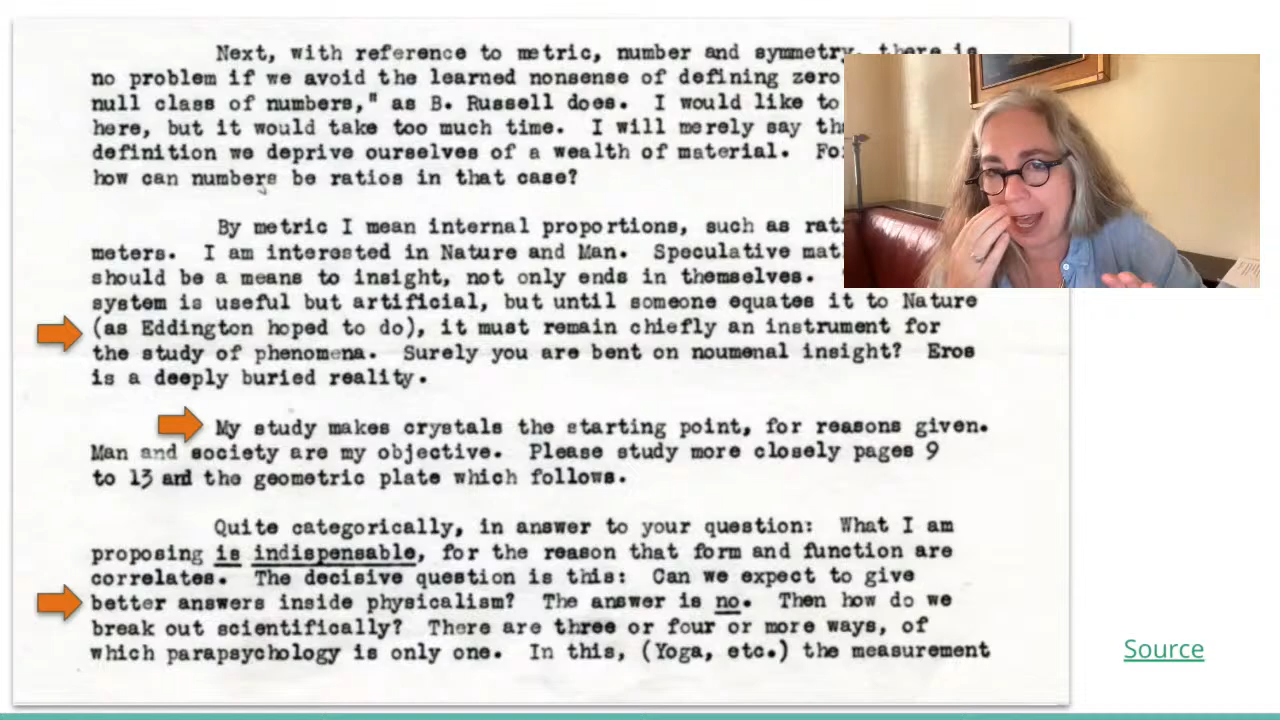 Next, with reference to metric, number and symmetry, there is
no problem if we avoid the learned nonsense of defining zero
null class of numbers," as B. Russell does. I would like to
here, but it would take too much time. I will merely say
definition we deprive ourselves of a wealth of material.
how can numbers be ratios in that case?
By metric I mean internal proportions, such as
meters. I am interested in Nature and Man. Speculative
should be a means to insight, not only ends in themselves.
system is useful but artificial, but until someone equates it to Nature
(as Eddington hoped to do), it must remain chiefly an instrument for
the study of phenomena. Surely you are bent on noumenal insight? Eros
is a deeply buried reality.
My study makes crystals the starting point, for reasons given.
Man and society are my objective. Please study more closely pages 9
to 13 and the geometric plate which follows.
Quite categorically, in answer to your question: What I am
proposing is indispensable, for the reason that form and function are
correlates. The decisive question is this: Can we expect to give
better answers inside physicalism? The answer is no. Then how do we
break out scientifically? There are three or four or more ways, of
which parapsychology is only one. In this, (Yoga, etc.) the measurement
Source